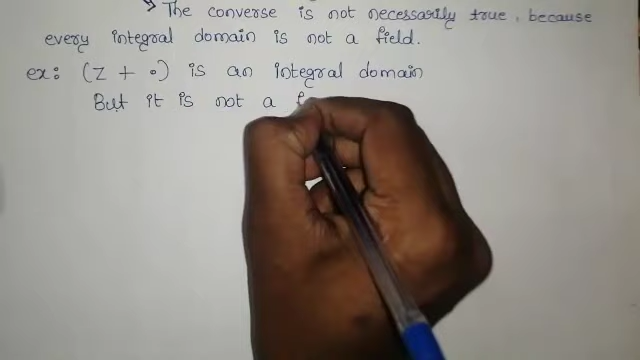 The converse is not necessarily true, because
every integral domain is not a field.
ex: (Z + •) is an integral domain
But it is not a f